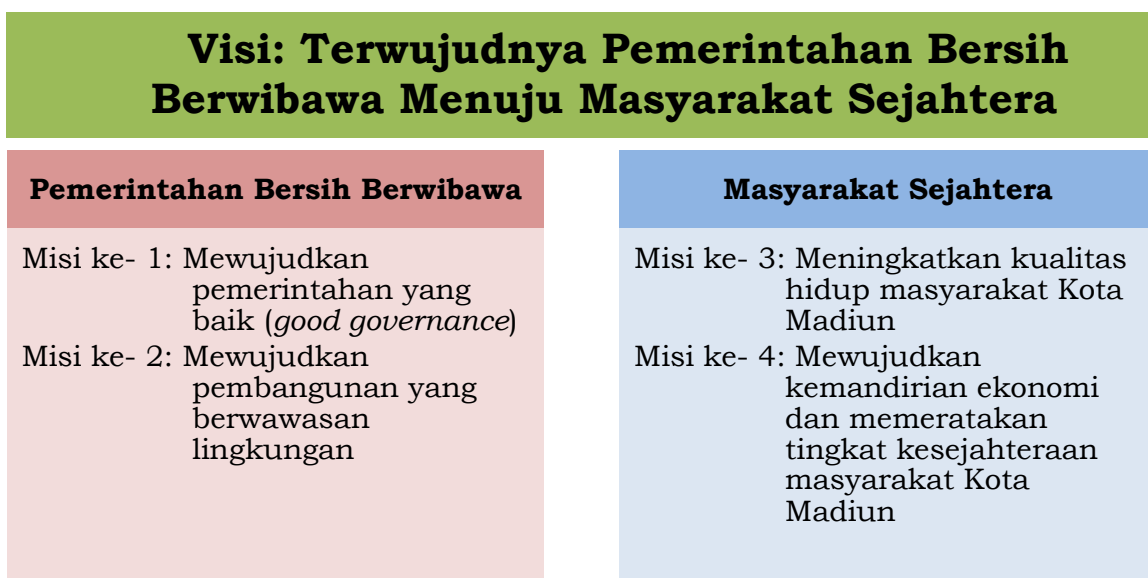 Visi: Terwujudnya Pemerintahan Bersih
Berwibawa Menuju Masyarakat Sejahtera
Pemerintahan Bersih Berwibawa
Misi ke- 1: Mewujudkan
pemerintahan yang
baik (good governance)
Misi ke- 2: Mewujudkan
pembangunan yang
berwawasan
lingkungan
Masyarakat Sejahtera
Misi ke- 3: Meningkatkan kualitas
hidup masyarakat Kota
Madiun
Misi ke- 4: Mewujudkan
kemandirian ekonomi
dan memeratakan
tingkat kesejahteraan
masyarakat Kota
Madiun